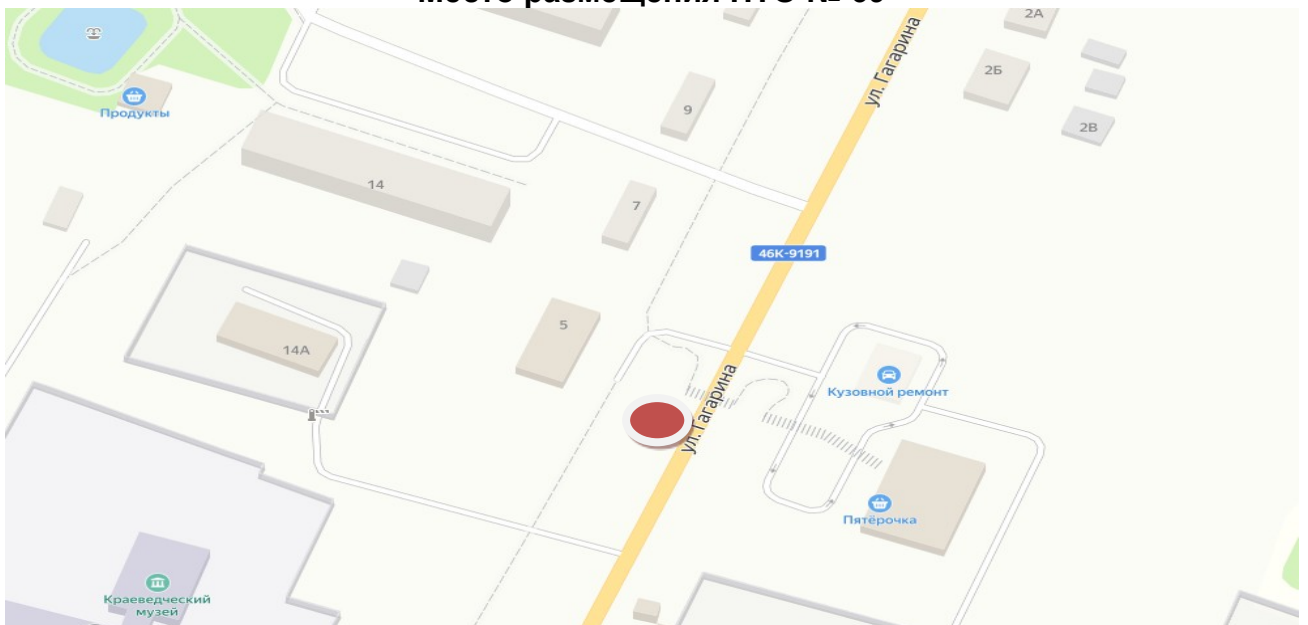 2А
ул. Гагарина
2Б
Продукты
9
2В
14
7
46К-9191
5
14А
ул. Гагарина
Кузовной ремонт
Пятёрочка
Краеведческий
музей